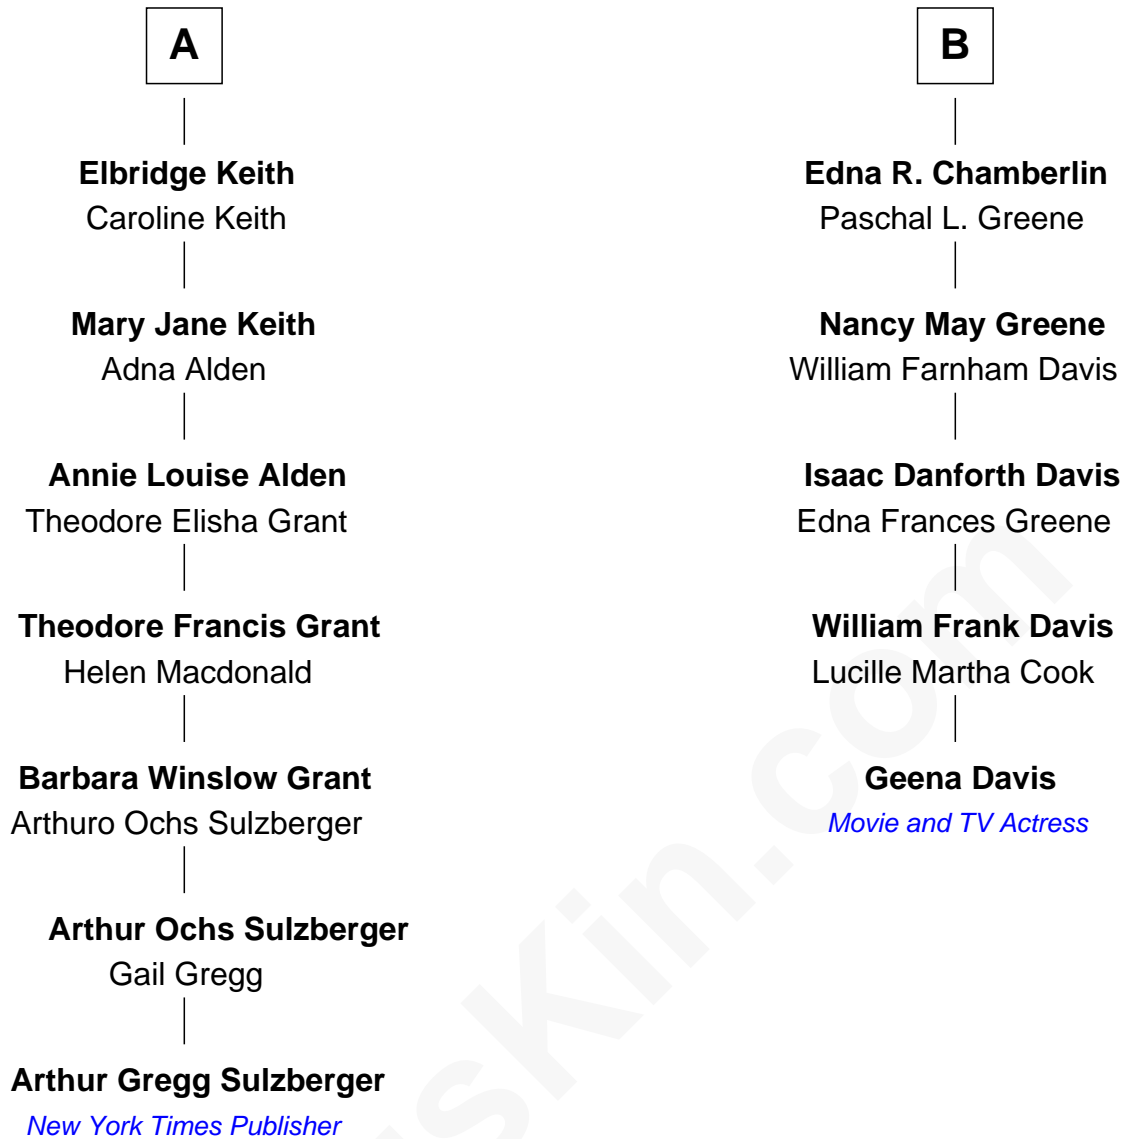 A
Elbridge Keith
Caroline Keith
Mary Jane Keith
Adna Alden
Annie Louise Alden
Theodore Elisha Grant
Theodore Francis Grant
Helen Macdonald
Barbara Winslow Grant
Arthuro Ochs Sulzberger
Arthur Ochs Sulzberger
Gail Gregg
Arthur Gregg Sulzberger
New York Times Publisher
B
Edna R. Chamberlin
Paschal L. Greene
Nancy May Greene
William Farnham Davis
Isaac Danforth Davis
Edna Frances Greene
William Frank Davis
Lucille Martha Cook
Geena Davis
Movie and TV Actress